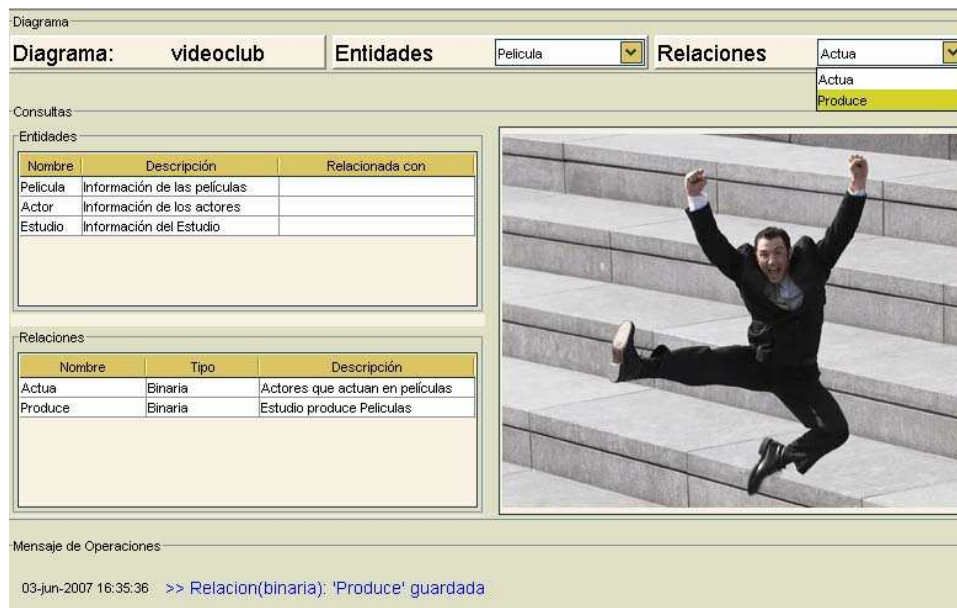 Diagrama
Diagrama: videoclub Entidades Pelicula Relaciones Actua
Actua
Produce
Consultas
Entidades
Nombre Descripción Relacionada con
Pelicula Información de las películas
Actor Información de los actores
Estudio Información del Estudio
Relaciones
Nombre Tipo Descripción
Actua Binaria Actores que actuan en películas
Produce Binaria Estudio produce Peliculas
Mensaje de Operaciones
03-jun-2007 16:35:36 >> Relacion(binaria): 'Produce' guardada